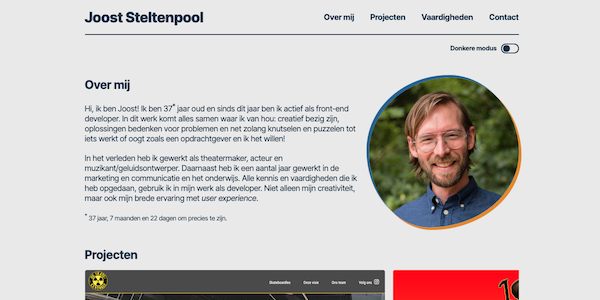 Joost Steltenpool
Over mij Projecten Vaardigheden Contact
Donkere modus
Over mij
Hi, ik ben Joost! Ik ben 37* jaar oud en sinds dit jaar ben ik actief als front-end
developer. In dit werk komt alles samen waar ik van hou: creatief bezig zijn,
oplossingen bedenken voor problemen en net zolang knutselen en puzzelen tot
iets werkt of oogt zoals een opdrachtgever en ik het willen!
In het verleden heb ik gewerkt als theatermaker, acteur en
muzikant/geluidsontwerper. Daarnaast heb ik een aantal jaar gewerkt in de
marketing en communicatie en het onderwijs. Alle kennis en vaardigheden die ik
heb opgedaan, gebruik ik in mijn werk als developer. Niet alleen mijn creativiteit,
maar ook mijn brede ervaring met user experience.
* 37 jaar, 7 maanden en 22 dagen om precies te zijn.
Projecten
Onze visie Ons team Volg ons